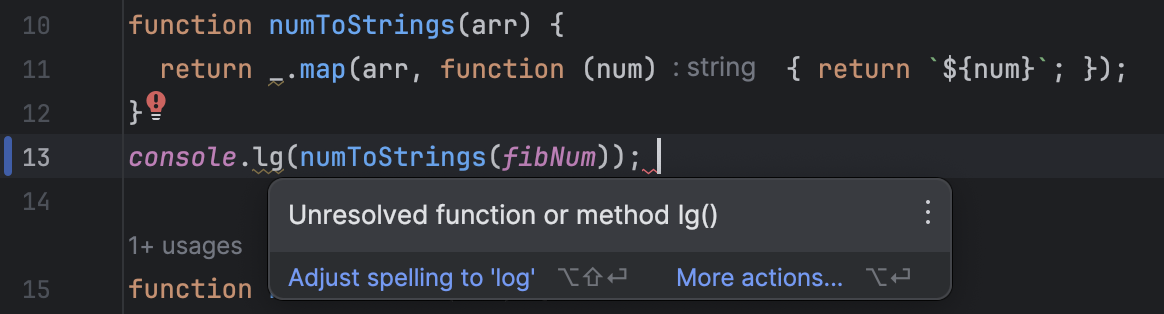 10 function numToStrings(arr) {
11 return _.map(arr, function (num) : string { return `${num}`; });
12 }
13 console.lg(numToStrings(fibNum));
Unresolved function or method lg()
14
1+ usages
Adjust spelling to 'log' ⌥⇧⏎ More actions... ⌥⏎
15 function